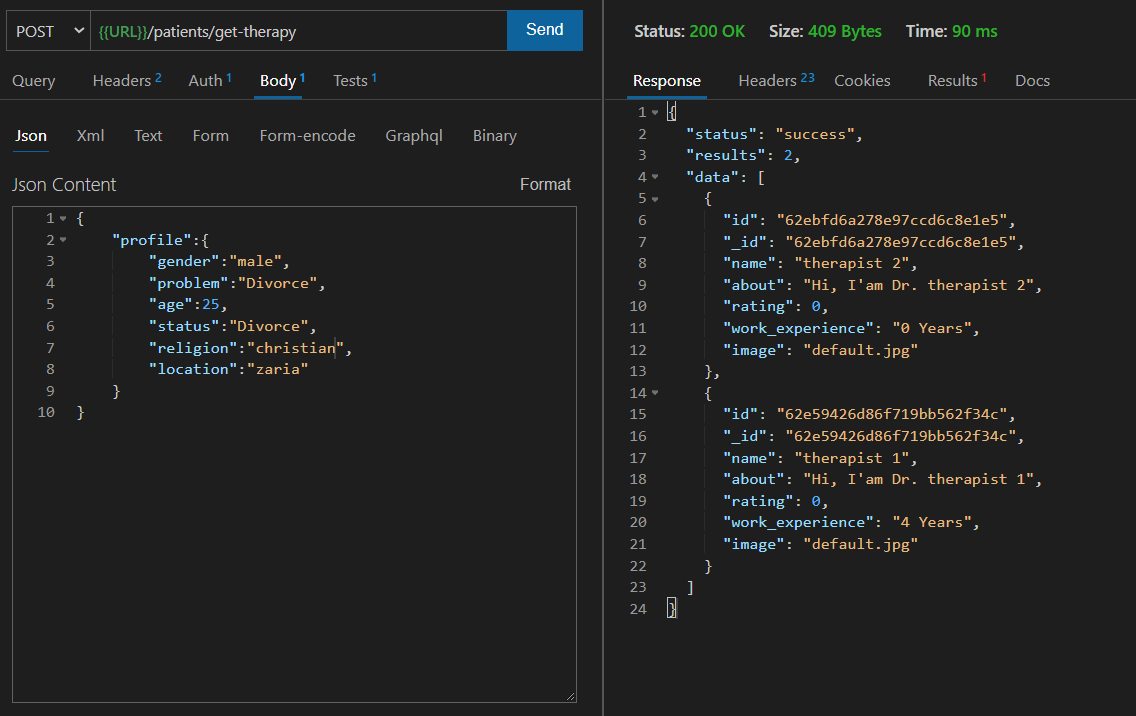 POST {{URL}}/patients/get-therapy Send
Query Headers 2 Auth 1 Body 1 Tests 1
Json Xml Text Form Form-encode Graphql Binary
Json Content Format
1 {
2 "profile":{
3 "gender":"male",
4 "problem":"Divorce",
5 "age":25,
6 "status":"Divorce",
7 "religion":"christian",
8 "location":"zaria"
9 }
10 }
Status: 200 OK Size: 409 Bytes Time: 90 ms
Response Headers 23 Cookies Results 1 Docs
1 {
2 "status": "success",
3 "results": 2,
4 "data": [
5 {
6 "id": "62ebfd6a278e97ccd6c8e1e5",
7 "_id": "62ebfd6a278e97ccd6c8e1e5",
8 "name": "therapist 2",
9 "about": "Hi, I'am Dr. therapist 2",
10 "rating": 0,
11 "work_experience": "0 Years",
12 "image": "default.jpg"
13 },
14 {
15 "id": "62e59426d86f719bb562f34c",
16 "_id": "62e59426d86f719bb562f34c",
17 "name": "therapist 1",
18 "about": "Hi, I'am Dr. therapist 1",
19 "rating": 0,
20 "work_experience": "4 Years",
21 "image": "default.jpg"
22 }
23 ]
24 }